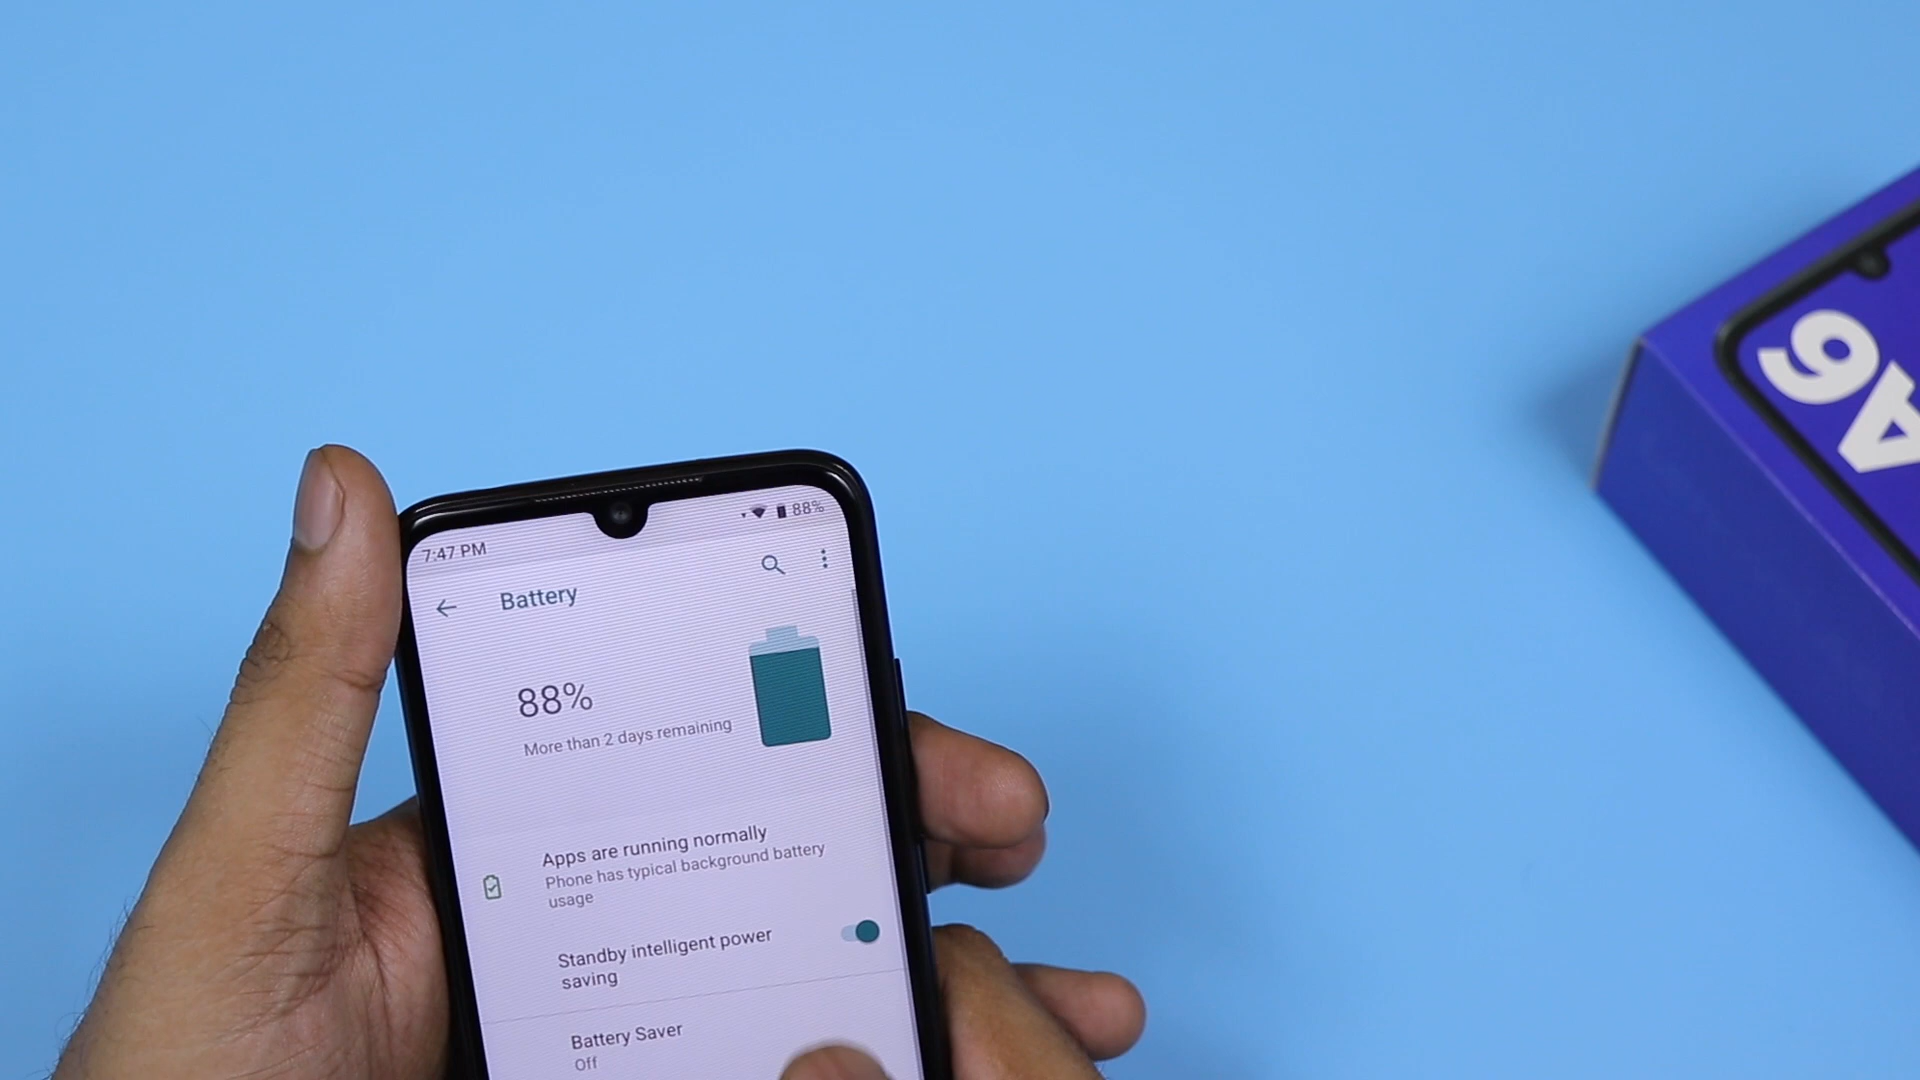 7:47 PM
88%
Battery
88%
More than 2 days remaining
Apps are running normally
Phone has typical background battery
usage
Standby intelligent power
saving
Battery Saver
Off
A6